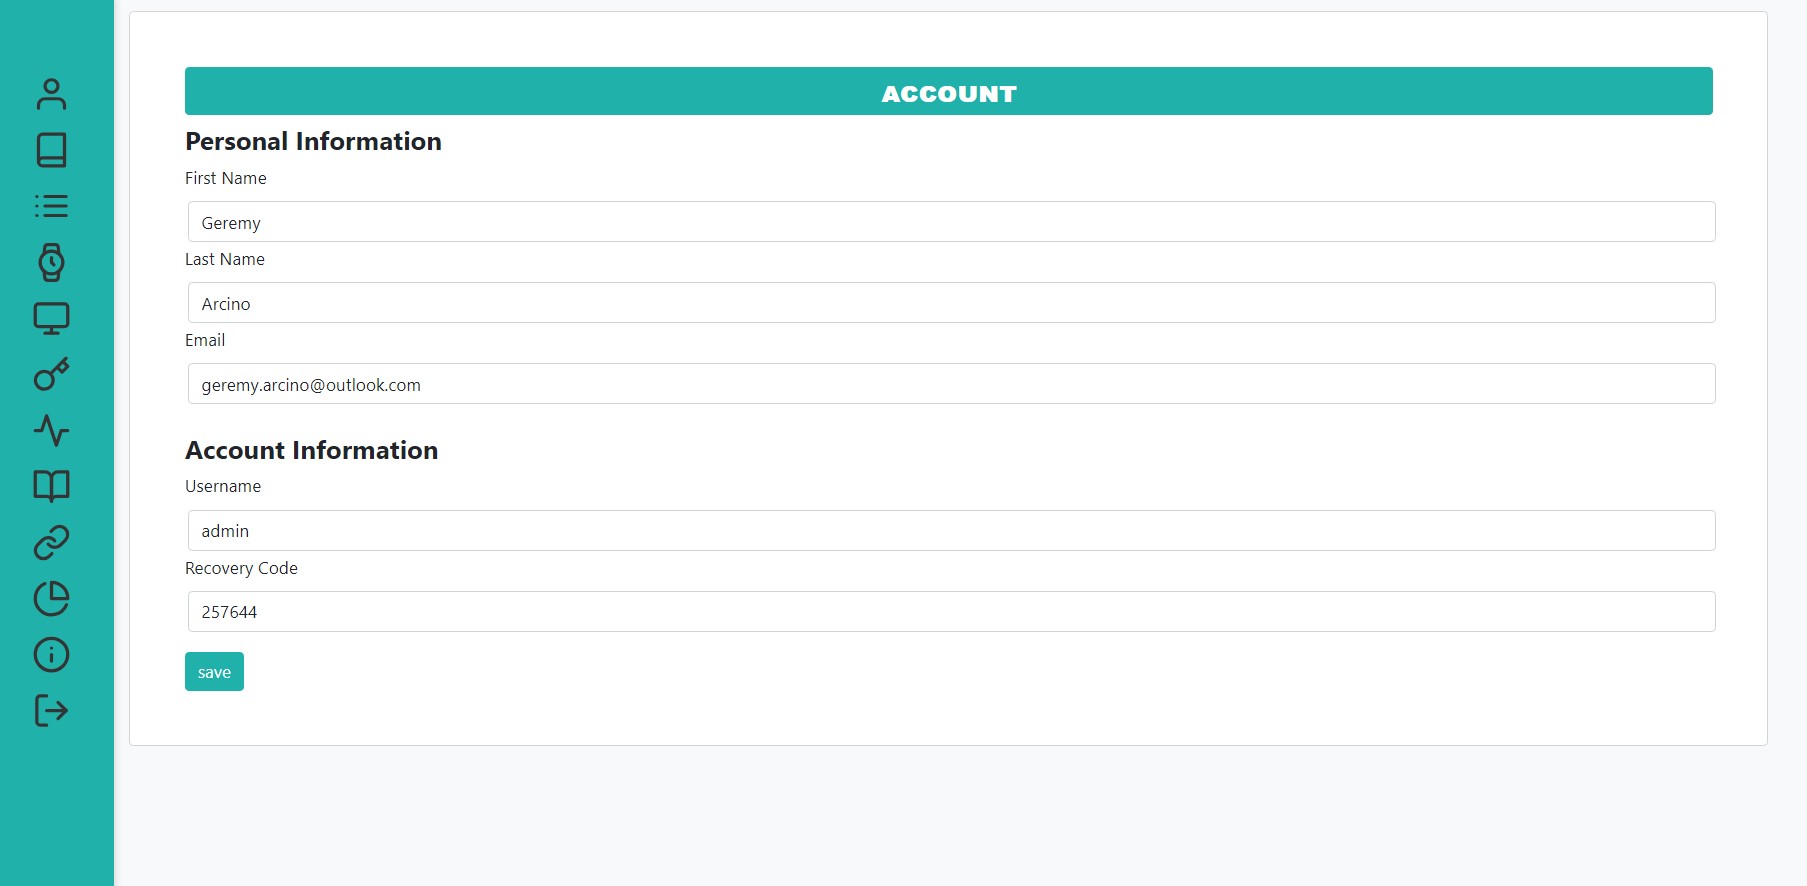 ACCOUNT
Personal Information
First Name
Geremy
Last Name
Arcino
Email
geremy.arcino@outlook.com
Account Information
Username
admin
Recovery Code
257644
save